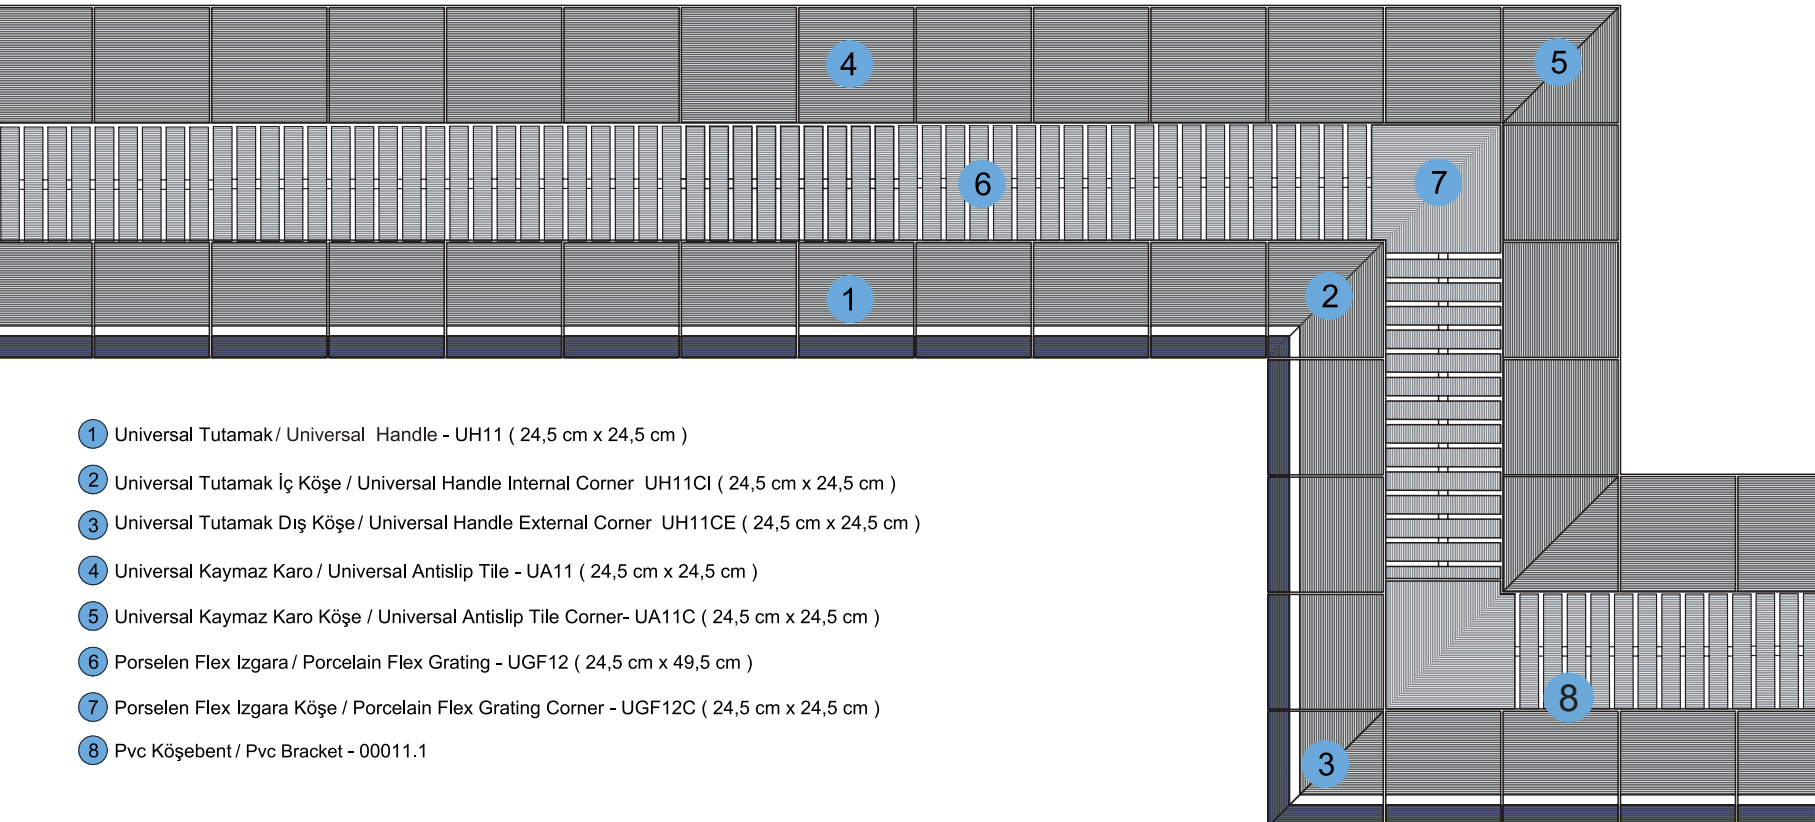 4
5
6
7
1
2
8
3
1 Universal Tutamak / Universal Handle - UH11 ( 24,5 cm x 24,5 cm )
2 Universal Tutamak İç Köşe / Universal Handle Internal Corner UH11CI ( 24,5 cm x 24,5 cm )
3 Universal Tutamak Dış Köşe / Universal Handle External Corner UH11CE ( 24,5 cm x 24,5 cm )
4 Universal Kaymaz Karo / Universal Antislip Tile - UA11 ( 24,5 cm x 24,5 cm )
5 Universal Kaymaz Karo Köşe / Universal Antislip Tile Corner- UA11C ( 24,5 cm x 24,5 cm )
6 Porselen Flex Izgara / Porcelain Flex Grating - UGF12 ( 24,5 cm x 49,5 cm )
7 Porselen Flex Izgara Köşe / Porcelain Flex Grating Corner - UGF12C ( 24,5 cm x 24,5 cm )
8 Pvc Köşebent / Pvc Bracket - 00011.1